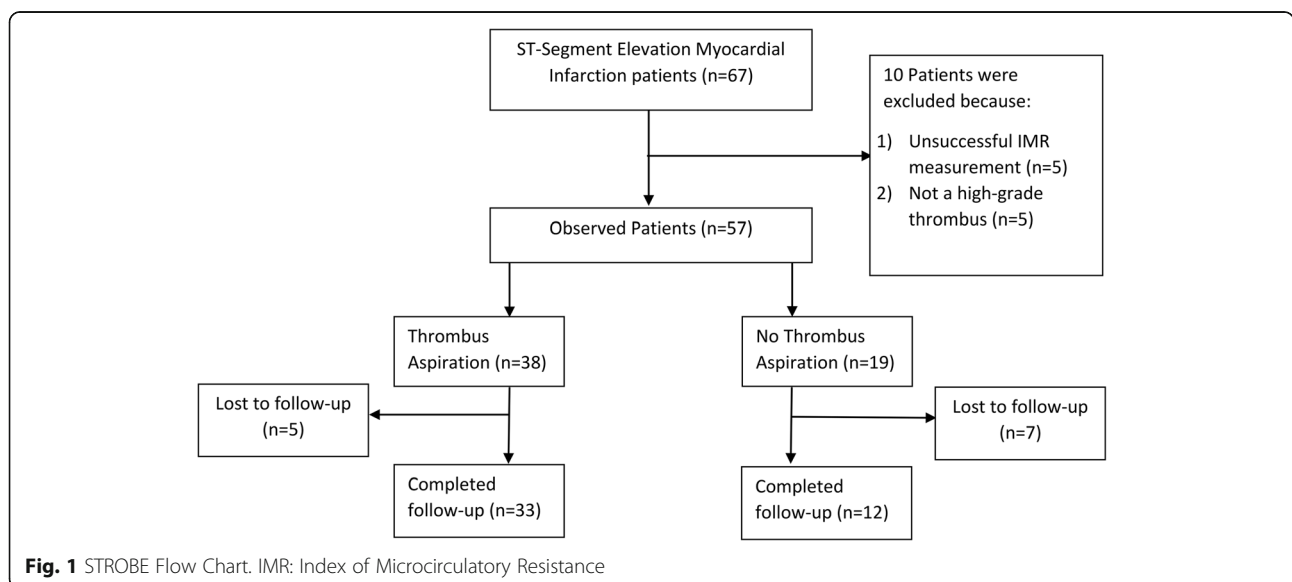 ST-Segment Elevation Myocardial
Infarction patients (n=67)
10 Patients were
excluded because:
1) Unsuccessful IMR
measurement (n=5)
2) Not a high-grade
thrombus (n=5)
Observed Patients (n=57)
Thrombus
Aspiration (n=38)
No Thrombus
Aspiration (n=19)
Lost to follow-up
(n=5)
Lost to follow-up
(n=7)
Completed
follow-up (n=33)
Completed
follow-up (n=12)
Fig. 1 STROBE Flow Chart. IMR: Index of Microcirculatory Resistance